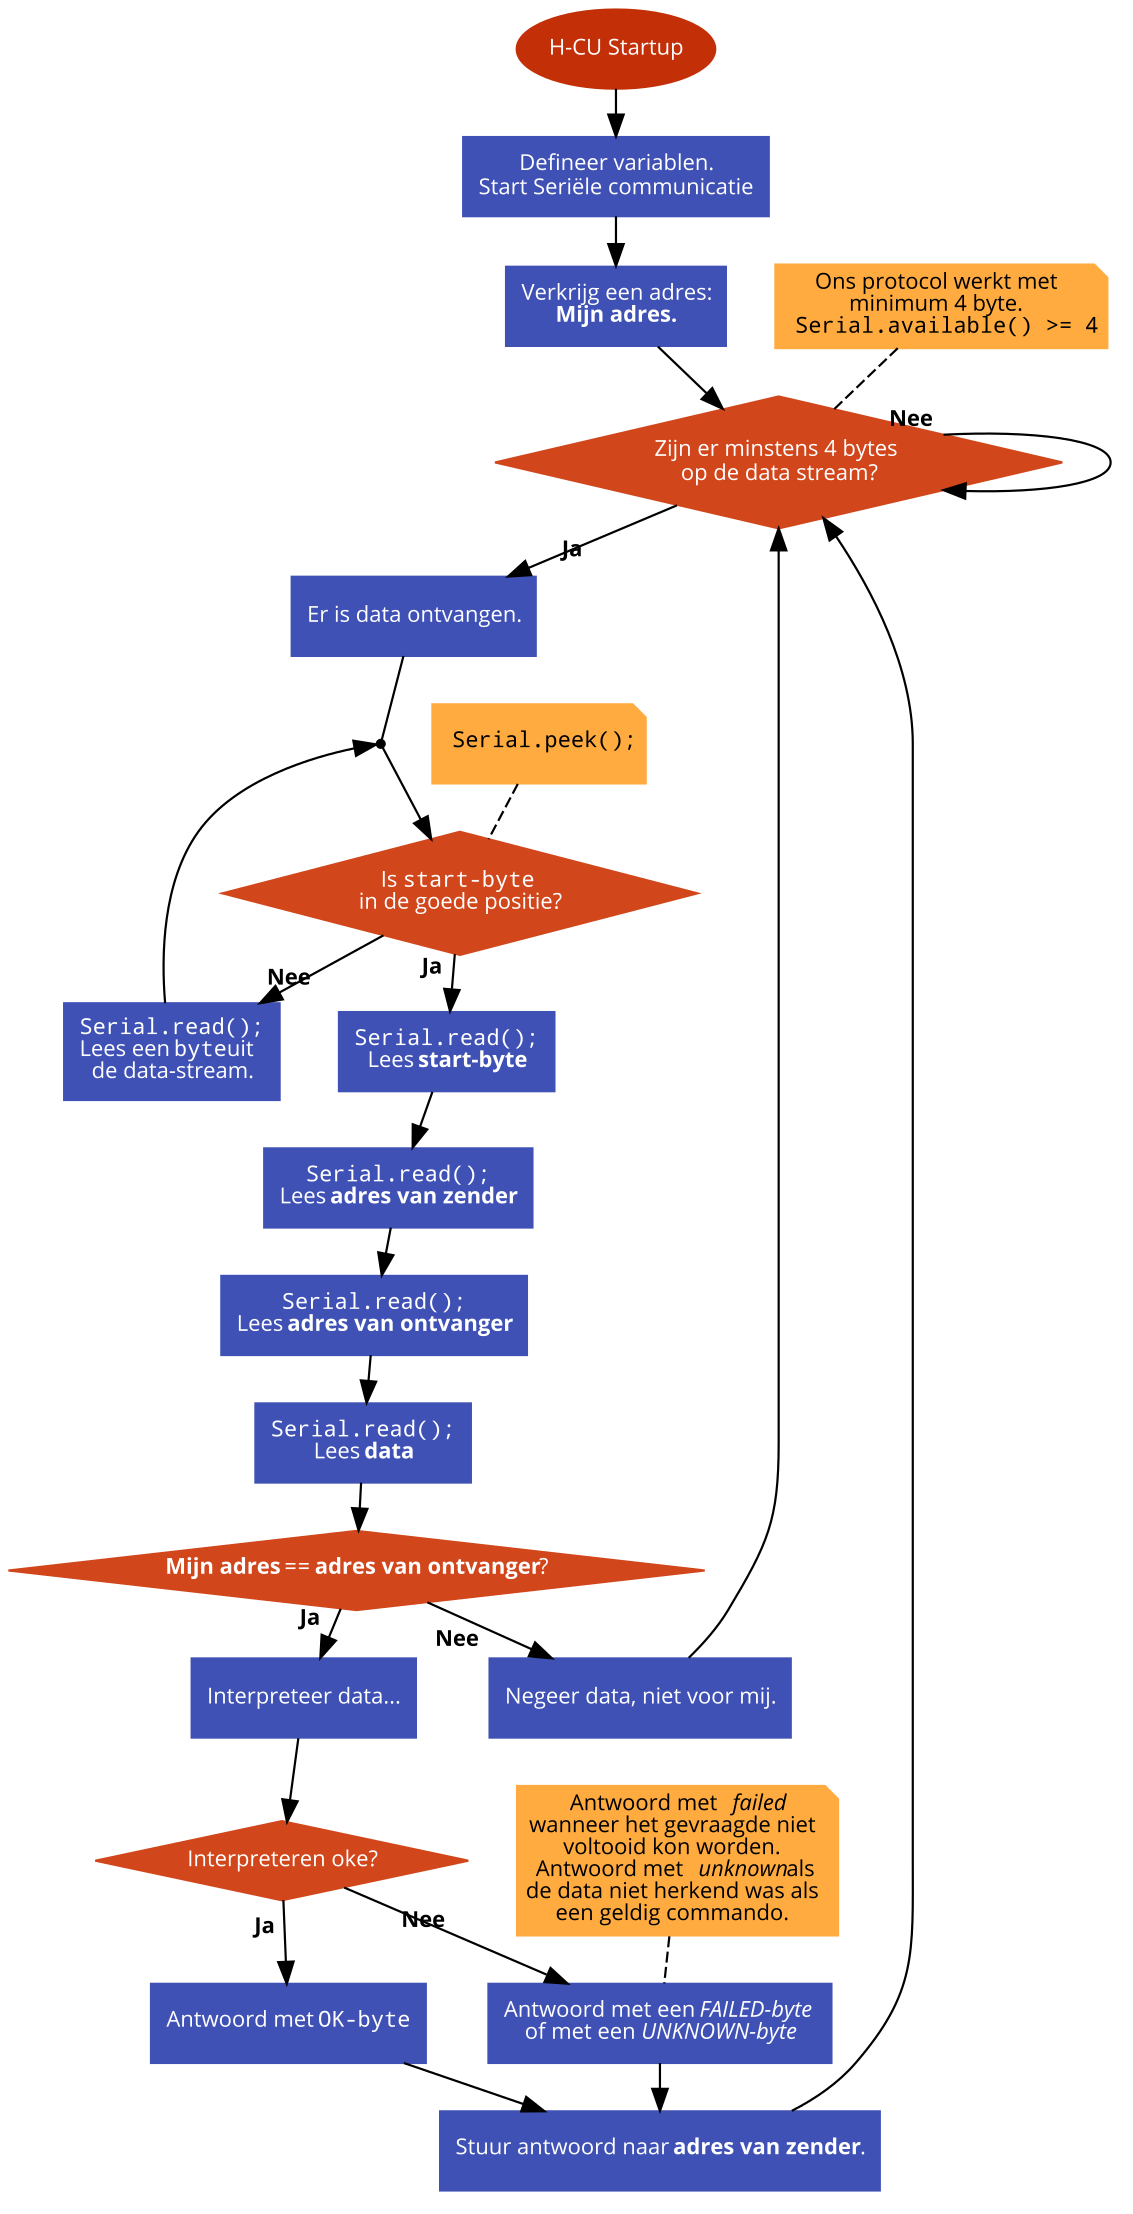 H-CU Startup
Defineer variablen.
Start Seriële communicatie
Verkrijg een adres:
Mijn adres.
Ons protocol werkt met
minimum 4 byte.
Serial.available() >= 4
Zijn er minstens 4 bytes
op de data stream?
Nee
Ja
Er is data ontvangen.
Serial.peek();
Is start-byte
in de goede positie?
Nee
Ja
Serial.read();
Lees een byteuit
de data-stream.
Serial.read();
Lees start-byte
Serial.read();
Lees adres van zender
Serial.read();
Lees adres van ontvanger
Serial.read();
Lees data
Mijn adres == adres van ontvanger?
Ja
Nee
Interpreteer data...
Negeer data, niet voor mij.
Antwoord met failed
wanneer het gevraagde niet
voltooid kon worden.
Antwoord met unknownals
de data niet herkend was als
een geldig commando.
Interpreteren oke?
Ja
Nee
Antwoord met OK-byte
Antwoord met een FAILED-byte
of met een UNKNOWN-byte
Stuur antwoord naar adres van zender.